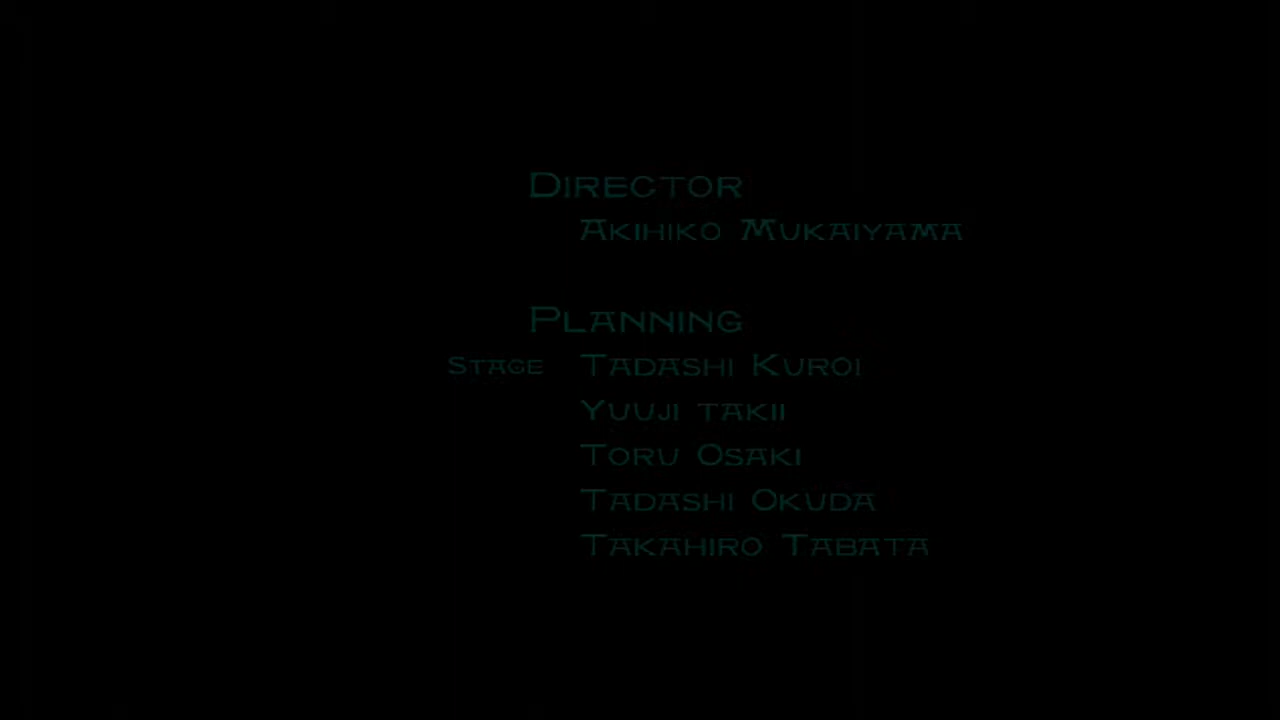 DIRECTOR
AKIHIKO MUKAIYAMA
PLANNING
STAGE TADASHI KUROI
YUUJI TAKII
TORU OSAKI
TADASHI OKUDA
TAKAHIRO TABATA